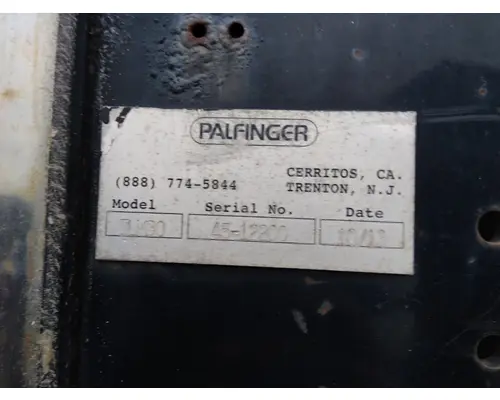 PALFINGER
CERRITOS, CA.
(888) 774-5844 TRENTON, N.J.
Model Serial No. Date